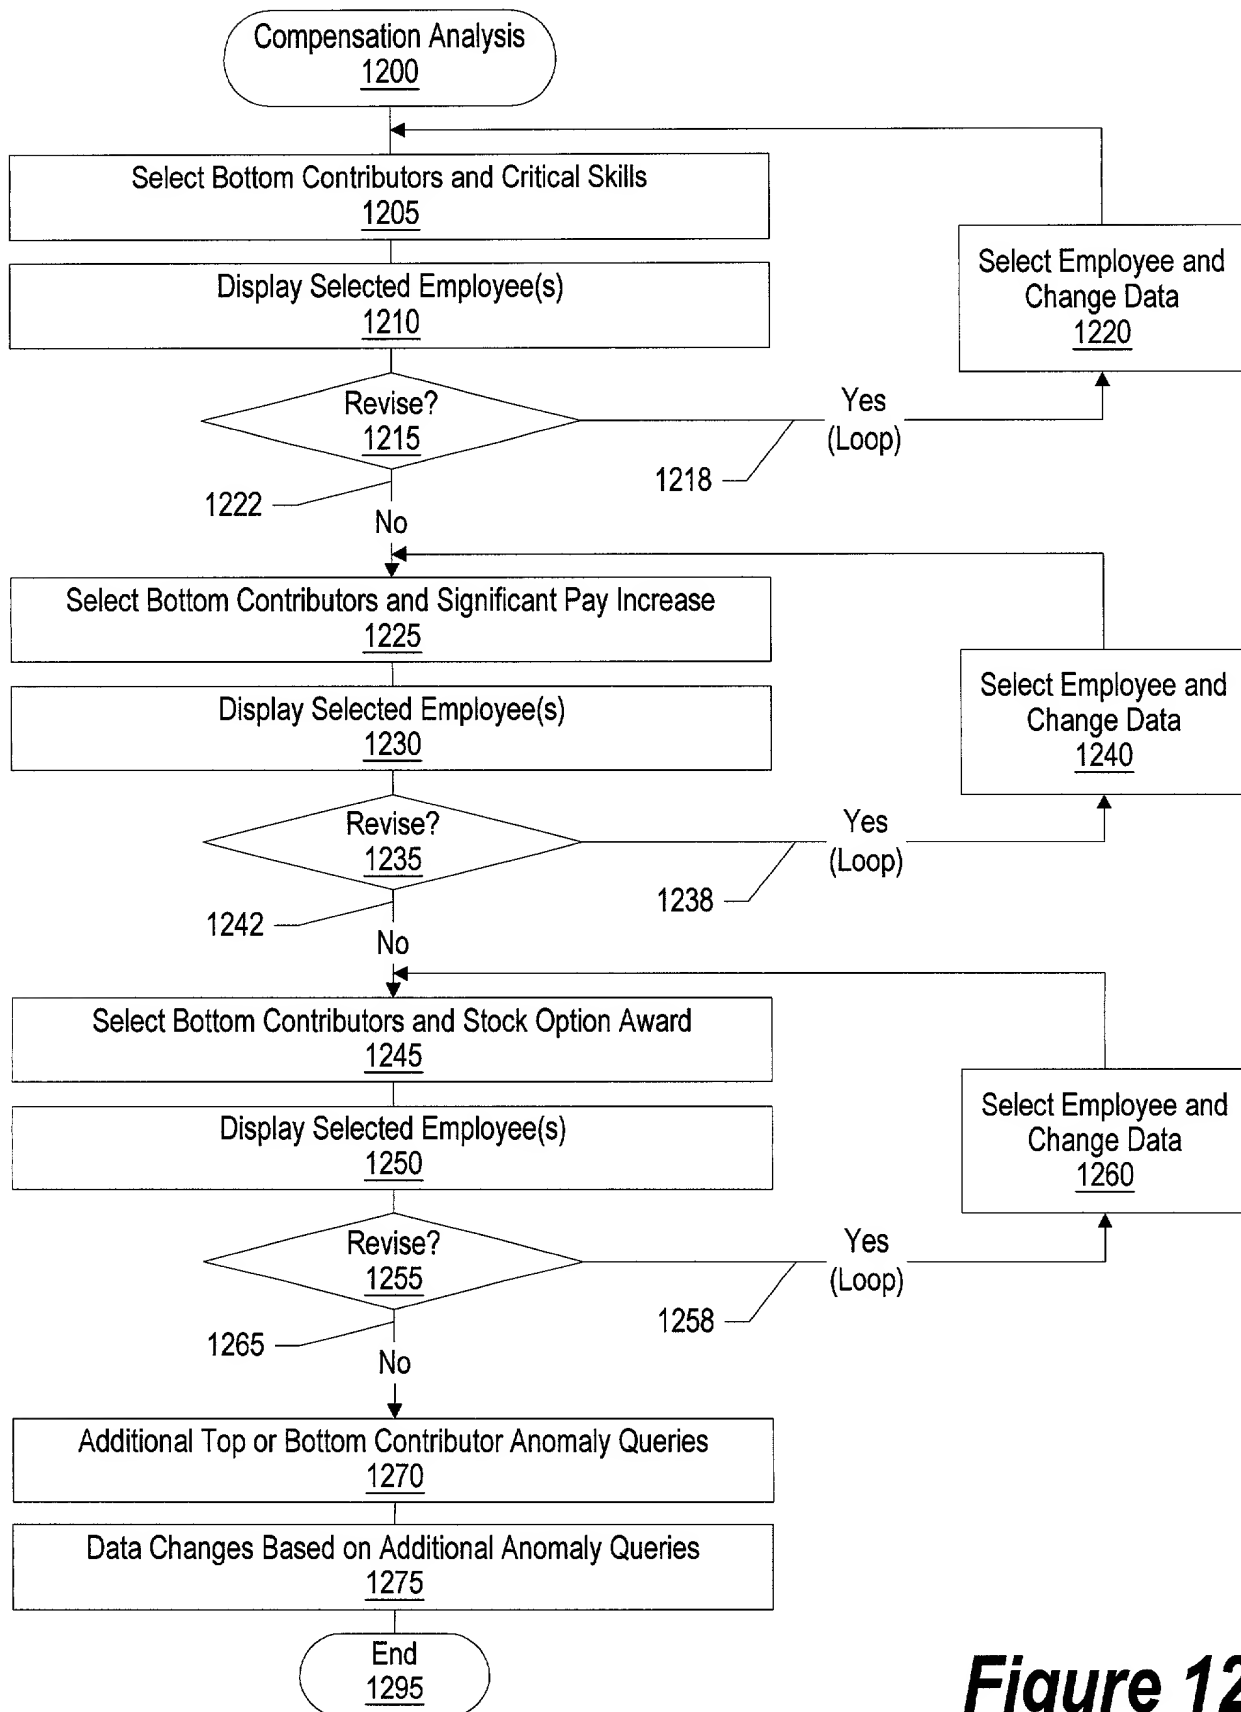 Compensation Analysis
1200
Select Bottom Contributors and Critical Skills
1205
Select Employee and
Change Data
1220
Display Selected Employee(s)
1210
Revise?
1215
Yes
(Loop)
1218
1222
No
Select Bottom Contributors and Significant Pay Increase
1225
Select Employee and
Change Data
1240
Display Selected Employee(s)
1230
Revise?
1235
Yes
(Loop)
1238
1242
No
Select Bottom Contributors and Stock Option Award
1245
Select Employee and
Change Data
1260
Display Selected Employee(s)
1250
Revise?
1255
Yes
(Loop)
1258
1265
No
Additional Top or Bottom Contributor Anomaly Queries
1270
Data Changes Based on Additional Anomaly Queries
1275
End
1295
Figure 12